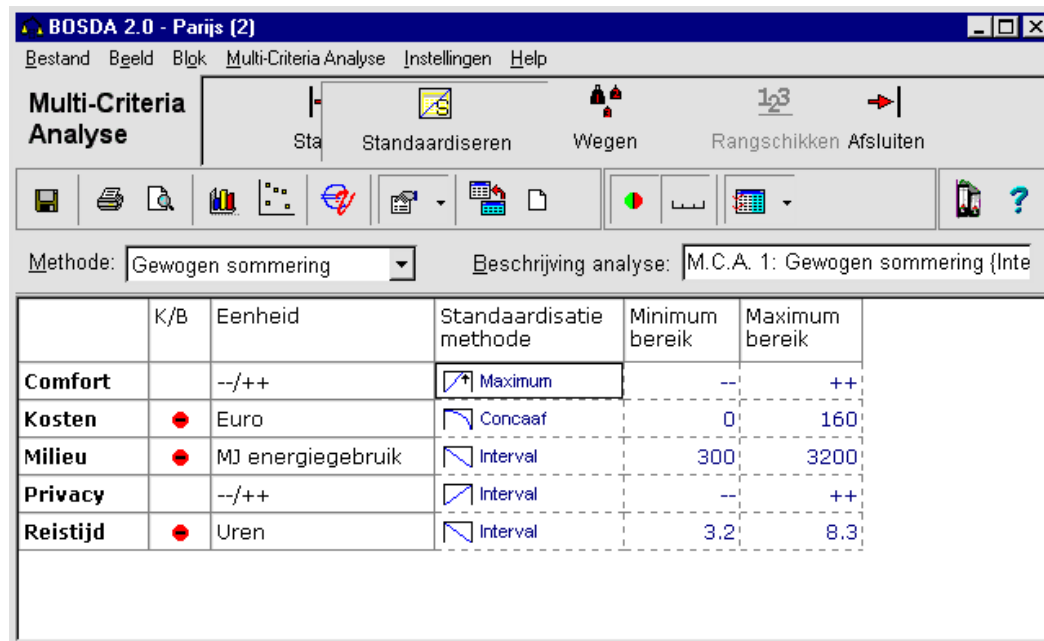 BOSDA 2.0 - Parijs (2)
Bestand Beeld Blok Multi-Criteria Analyse Instellingen Help
Multi-Criteria
Analyse
Sta Standaardiseren Wegen Rangschikken Afsluiten
Methode: Gewogen sommering Beschrijving analyse: M.C.A. 1: Gewogen sommering {Inte
K/B Eenheid Standaardisatie methode Minimum bereik Maximum bereik
Comfort --/++ Maximum -- ++
Kosten Euro Concaaf 0 160
Milieu MJ energiegebruik Interval 300 3200
Privacy --/++ Interval -- ++
Reistijd Uren Interval 3.2 8.3